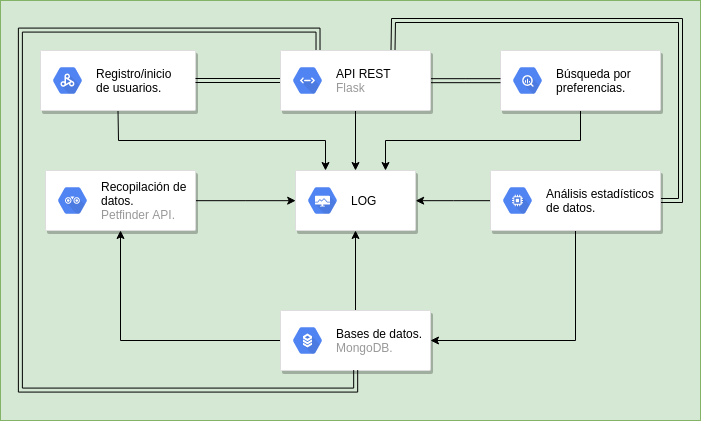 Registro/inicio
de usuarios.
API REST
Flask
Búsqueda por
preferencias.
Recopilación de
datos.
Petfinder API.
LOG
Análisis estadísticos
de datos.
Bases de datos.
MongoDB.